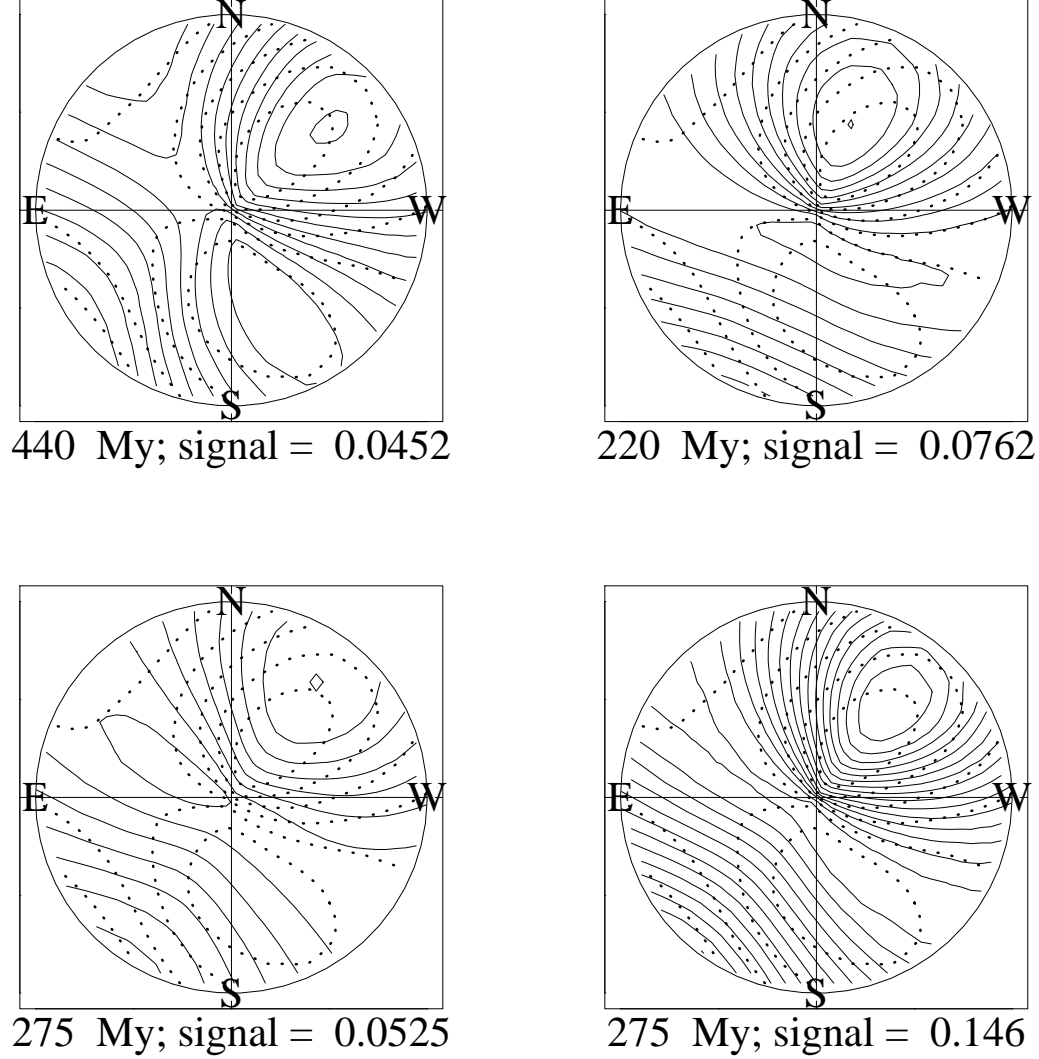 N
E W
S
440 My; signal = 0.0452
N
E W
S
220 My; signal = 0.0762
N
E W
S
275 My; signal = 0.0525
N
E W
S
275 My; signal = 0.146